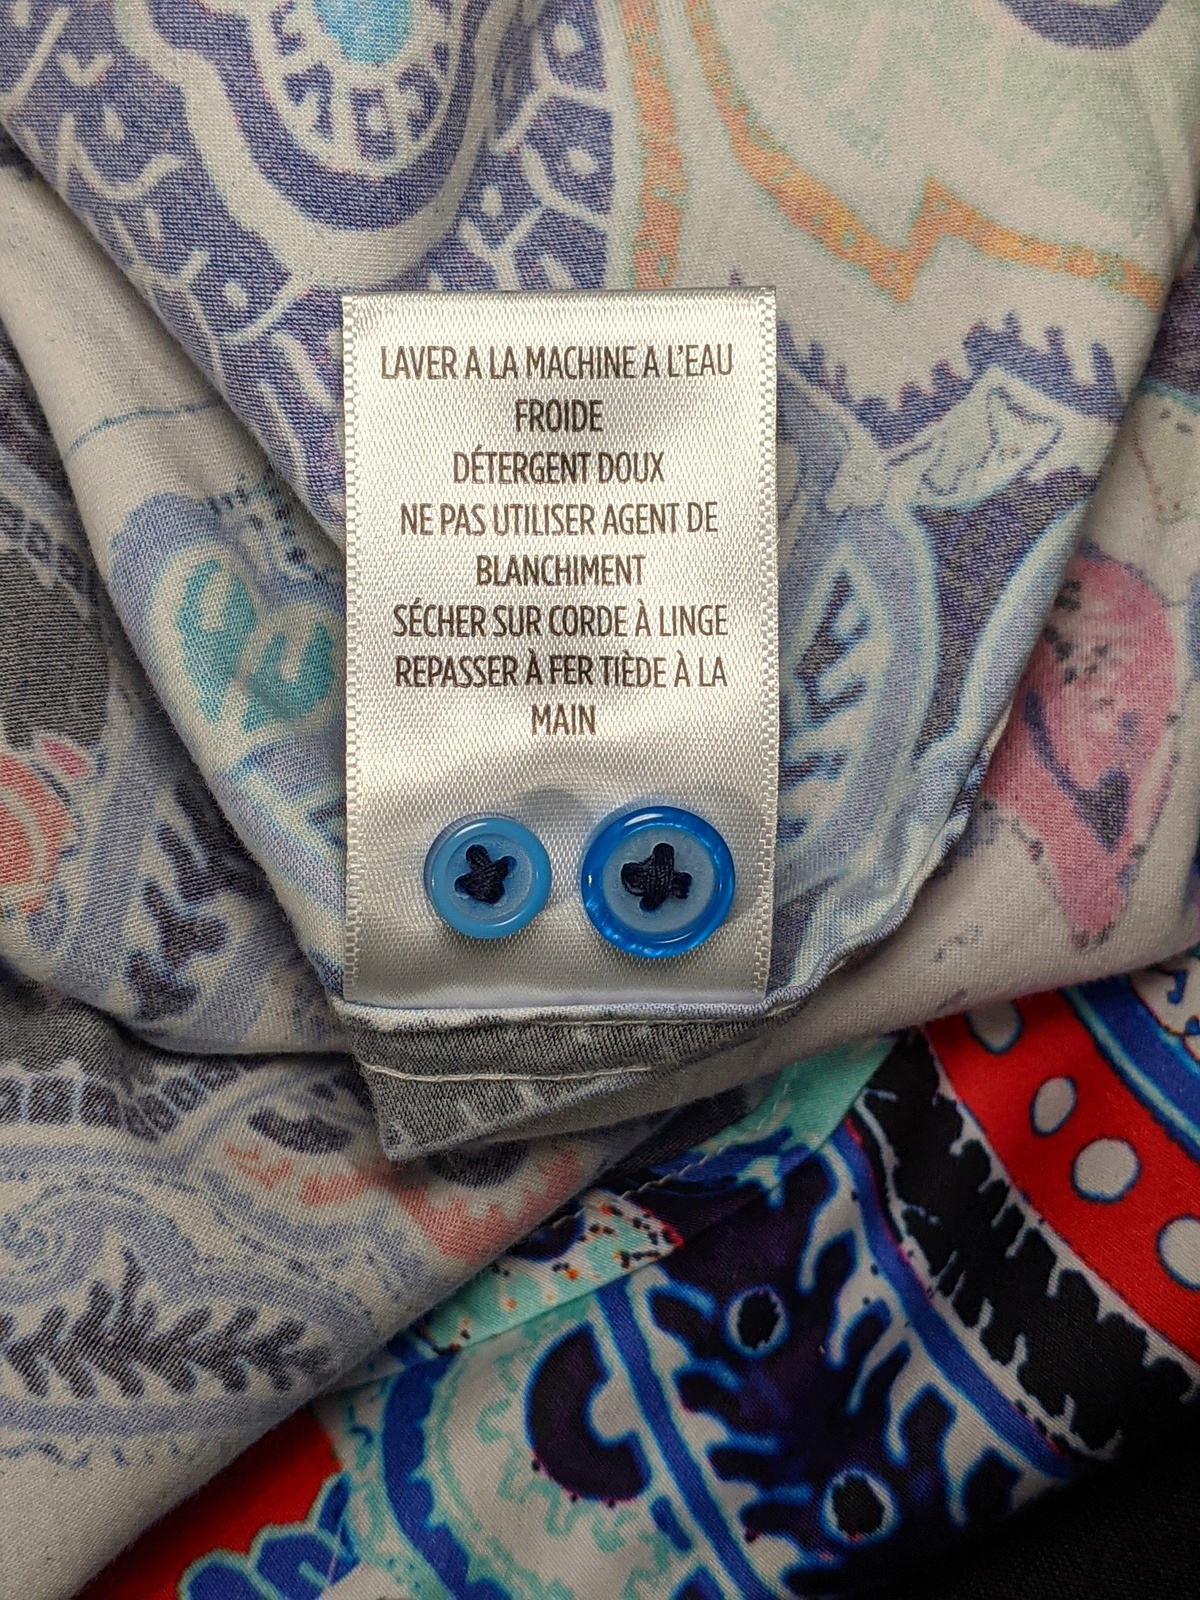 LAVER A LA MACHINE A L'EAU
FROIDE
DÉTERGENT DOUX
NE PAS UTILISER AGENT DE
BLANCHIMENT
SÉCHER SUR CORDE À LINGE
REPASSER À FER TIÈDE À LA
MAIN